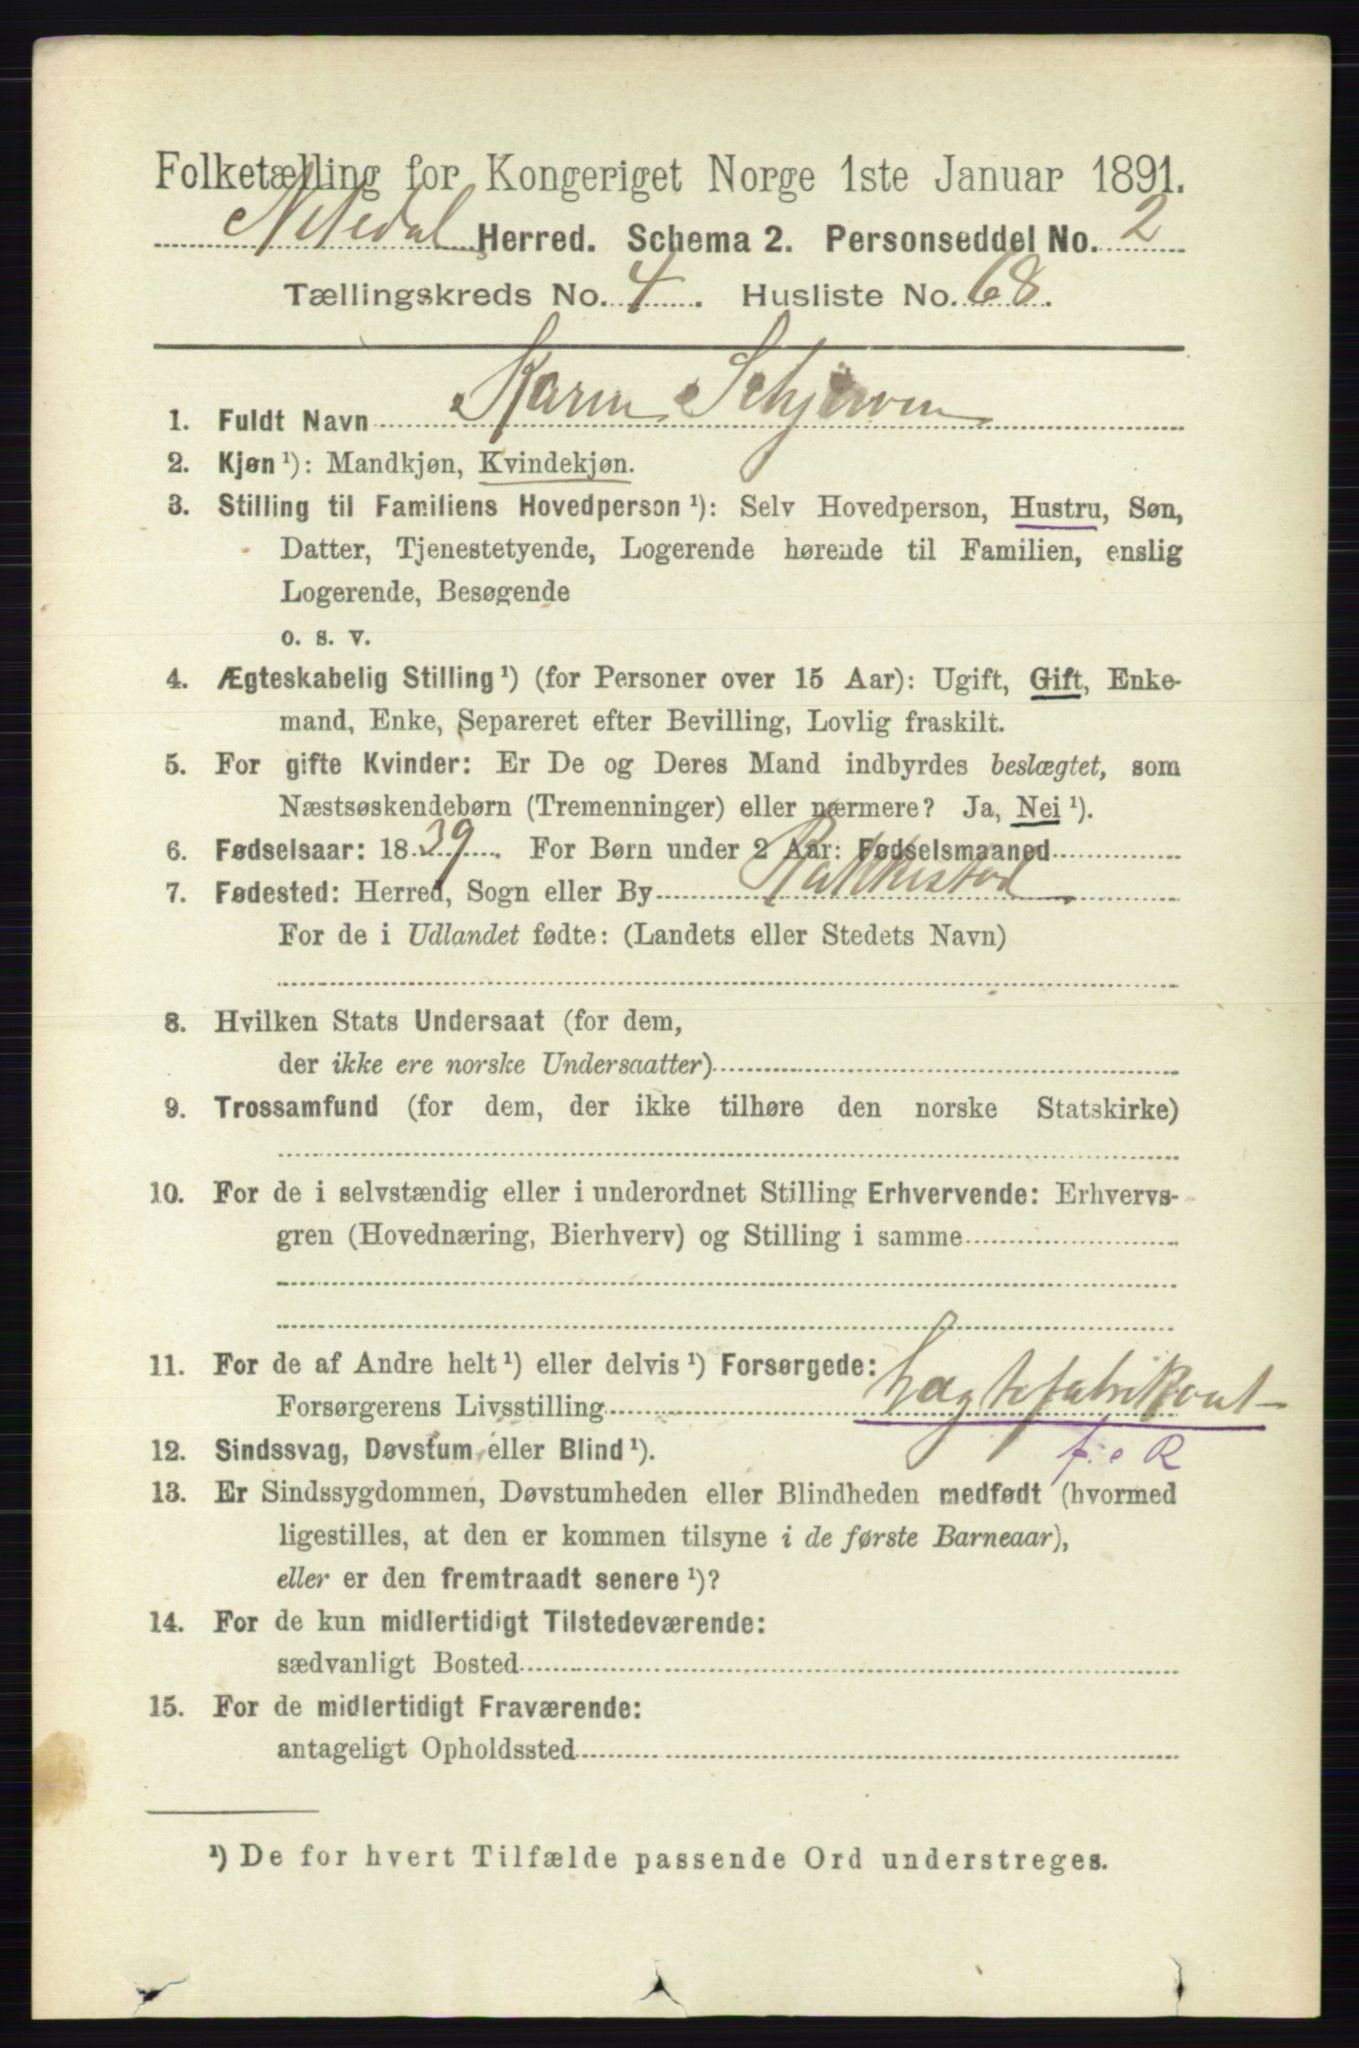 Folketælling for Kongeriget Norge 1ste Januar 1891.
Nitedal Herred. Schema 2. Personseddel No. 2
Tællingskreds No. 4. Husliste No. 68.
1. Fuldt Navn Karen Schjerven
2. Kjøn ¹): Mandkjøn, Kvindekjøn.
3. Stilling til Familiens Hovedperson ¹): Selv Hovedperson, Hustru, Søn,
Datter, Tjenestetyende, Logerende hørende til Familien, enslig
Logerende, Besøgende
o. s. v.
4. Ægteskabelig Stilling ¹) (for Personer over 15 Aar): Ugift, Gift, Enke-
mand, Enke, Separeret efter Bevilling, Lovlig fraskilt.
5. For gifte Kvinder: Er De og Deres Mand indbyrdes beslægtet, som
Næstsøskendebørn (Tremenninger) eller nærmere? Ja, Nei ¹).
6. Fødselsaar: 1839. For Børn under 2 Aar: Fødselsmaaned
7. Fødested: Herred, Sogn eller By Rakkestad
For de i Udlandet fødte: (Landets eller Stedets Navn)
8. Hvilken Stats Undersaat (for dem,
der ikke ere norske Undersaatter)
9. Trossamfund (for dem, der ikke tilhøre den norske Statskirke)
10. For de i selvstændig eller i underordnet Stilling Erhvervende: Erhvervs-
gren (Hovednæring, Bierhverv) og Stilling i samme
11. For de af Andre helt ¹) eller delvis ¹) Forsørgede:
Forsørgerens Livsstilling hægtefabrikant
12. Sindssvag, Døvstum eller Blind ¹).
13. Er Sindssygdommen, Døvstumheden eller Blindheden medfødt (hvormed
ligestilles, at den er kommen tilsyne i de første Barneaar),
eller er den fremtraadt senere ¹)?
14. For de kun midlertidigt Tilstedeværende:
sædvanligt Bosted
15. For de midlertidigt Fraværende:
antageligt Opholdssted
¹) De for hvert Tilfælde passende Ord understreges.